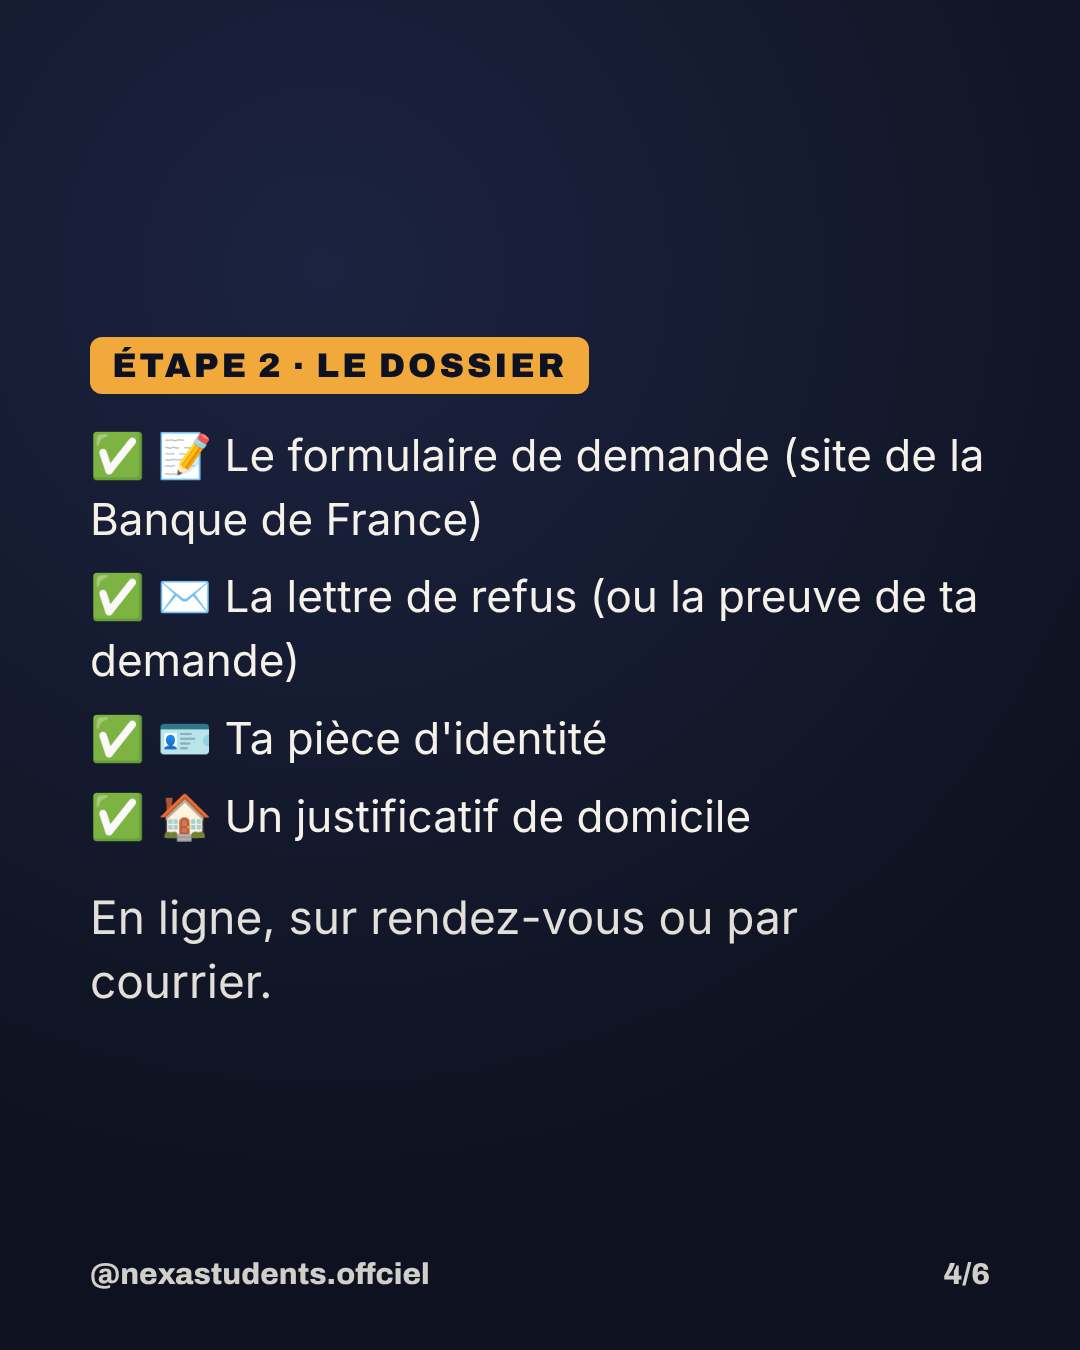 ÉTAPE 2 · LE DOSSIER
✅ 📝 Le formulaire de demande (site de la
Banque de France)
✅ ✉️ La lettre de refus (ou la preuve de ta
demande)
✅ 🪪 Ta pièce d'identité
✅ 🏠 Un justificatif de domicile
En ligne, sur rendez-vous ou par
courrier.
@nexastudents.offciel
4/6